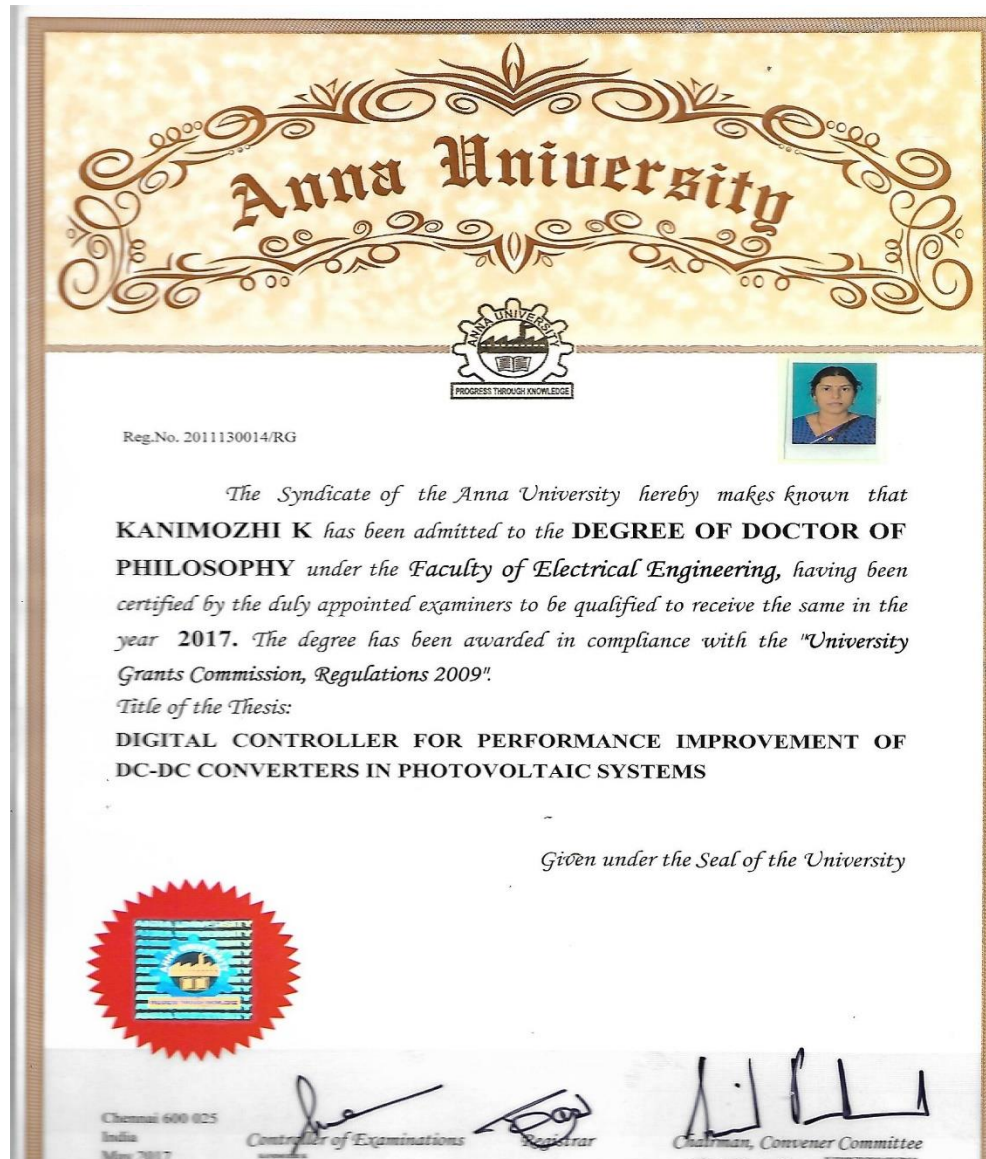 Anna University
ANNA UNIVERSITY
PROGRESS THROUGH KNOWLEDGE
Reg.No. 2011130014/RG
The Syndicate of the Anna University hereby makes known that
KANIMOZHI K has been admitted to the DEGREE OF DOCTOR OF
PHILOSOPHY under the Faculty of Electrical Engineering, having been
certified by the duly appointed examiners to be qualified to receive the same in the
year 2017. The degree has been awarded in compliance with the "University
Grants Commission, Regulations 2009".
Title of the Thesis:
DIGITAL CONTROLLER FOR PERFORMANCE IMPROVEMENT OF
DC-DC CONVERTERS IN PHOTOVOLTAIC SYSTEMS
Given under the Seal of the University
Chennai 600 025
India
May 2017
Controller of Examinations
Registrar
Chairman, Convener Committee